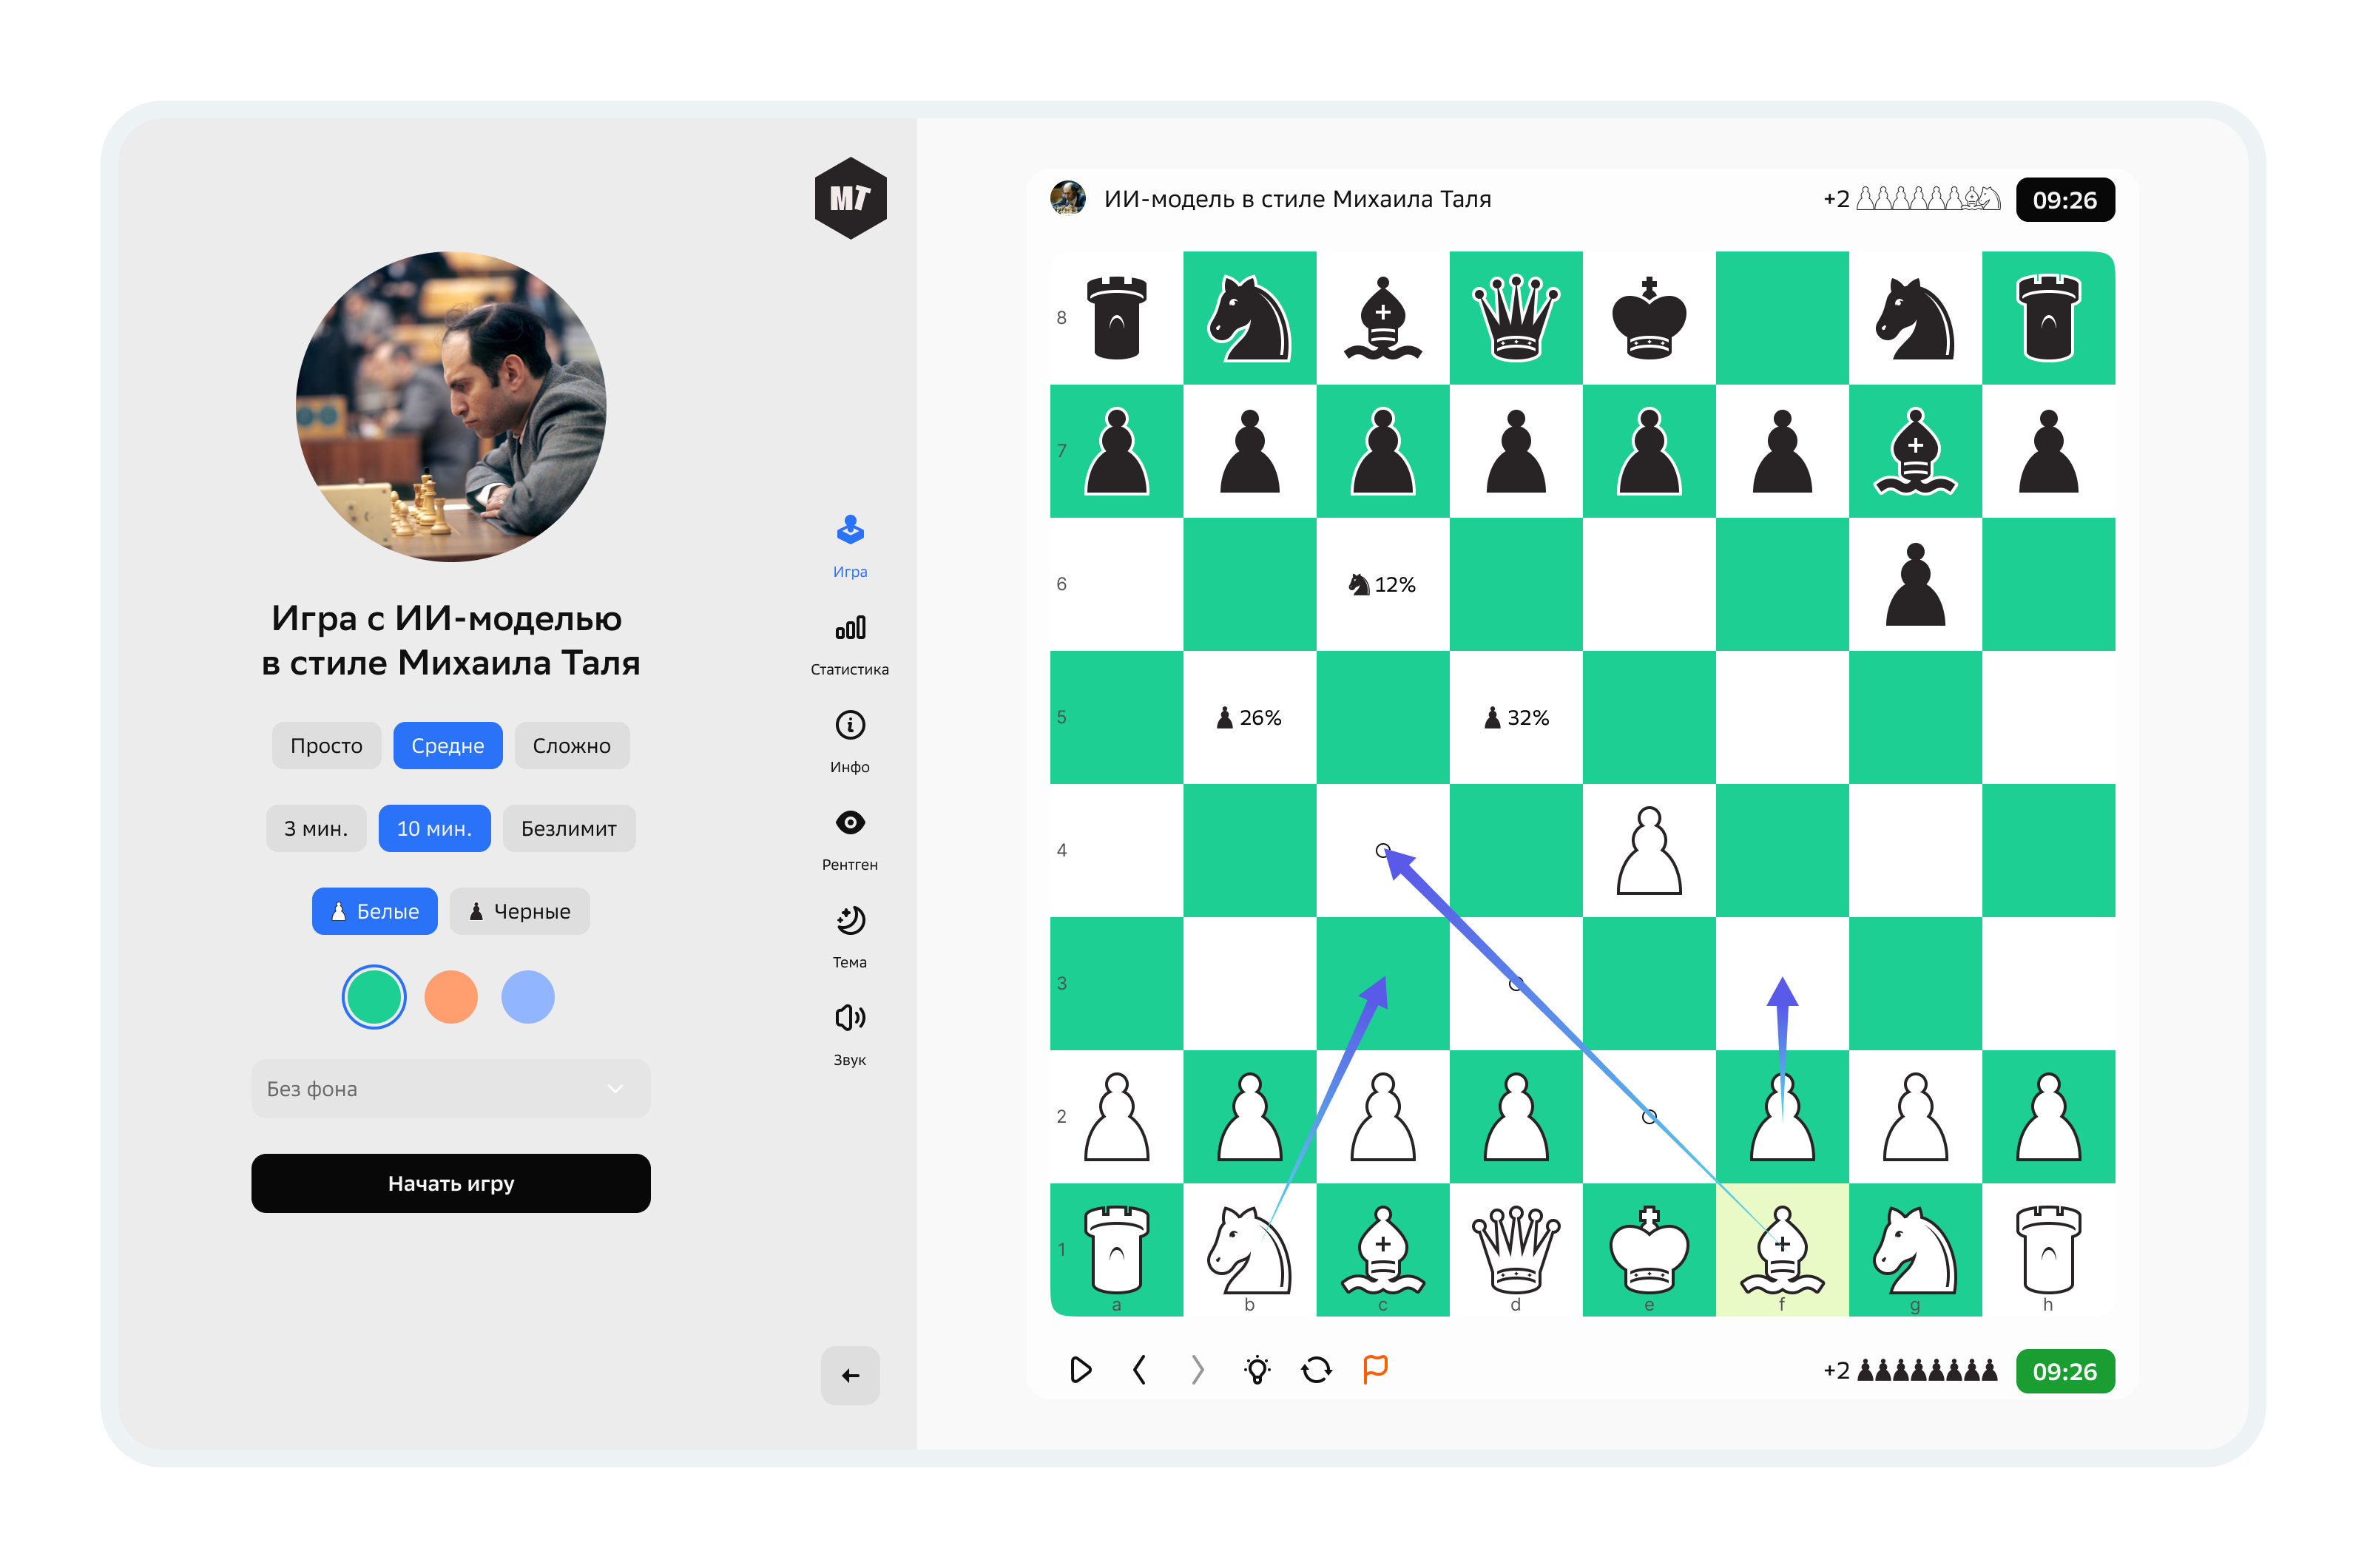 МТ
Игра с ИИ-моделью
в стиле Михаила Таля
Просто Средне Сложно
3 мин. 10 мин. Безлимит
Белые Черные
Без фона
Начать игру
Игра
Статистика
Инфо
Рентген
Тема
Звук
ИИ-модель в стиле Михаила Таля
+2
09:26
8
7
6
12%
5
26% 32%
4
3
2
1
a b c d e f g h
+2
09:26